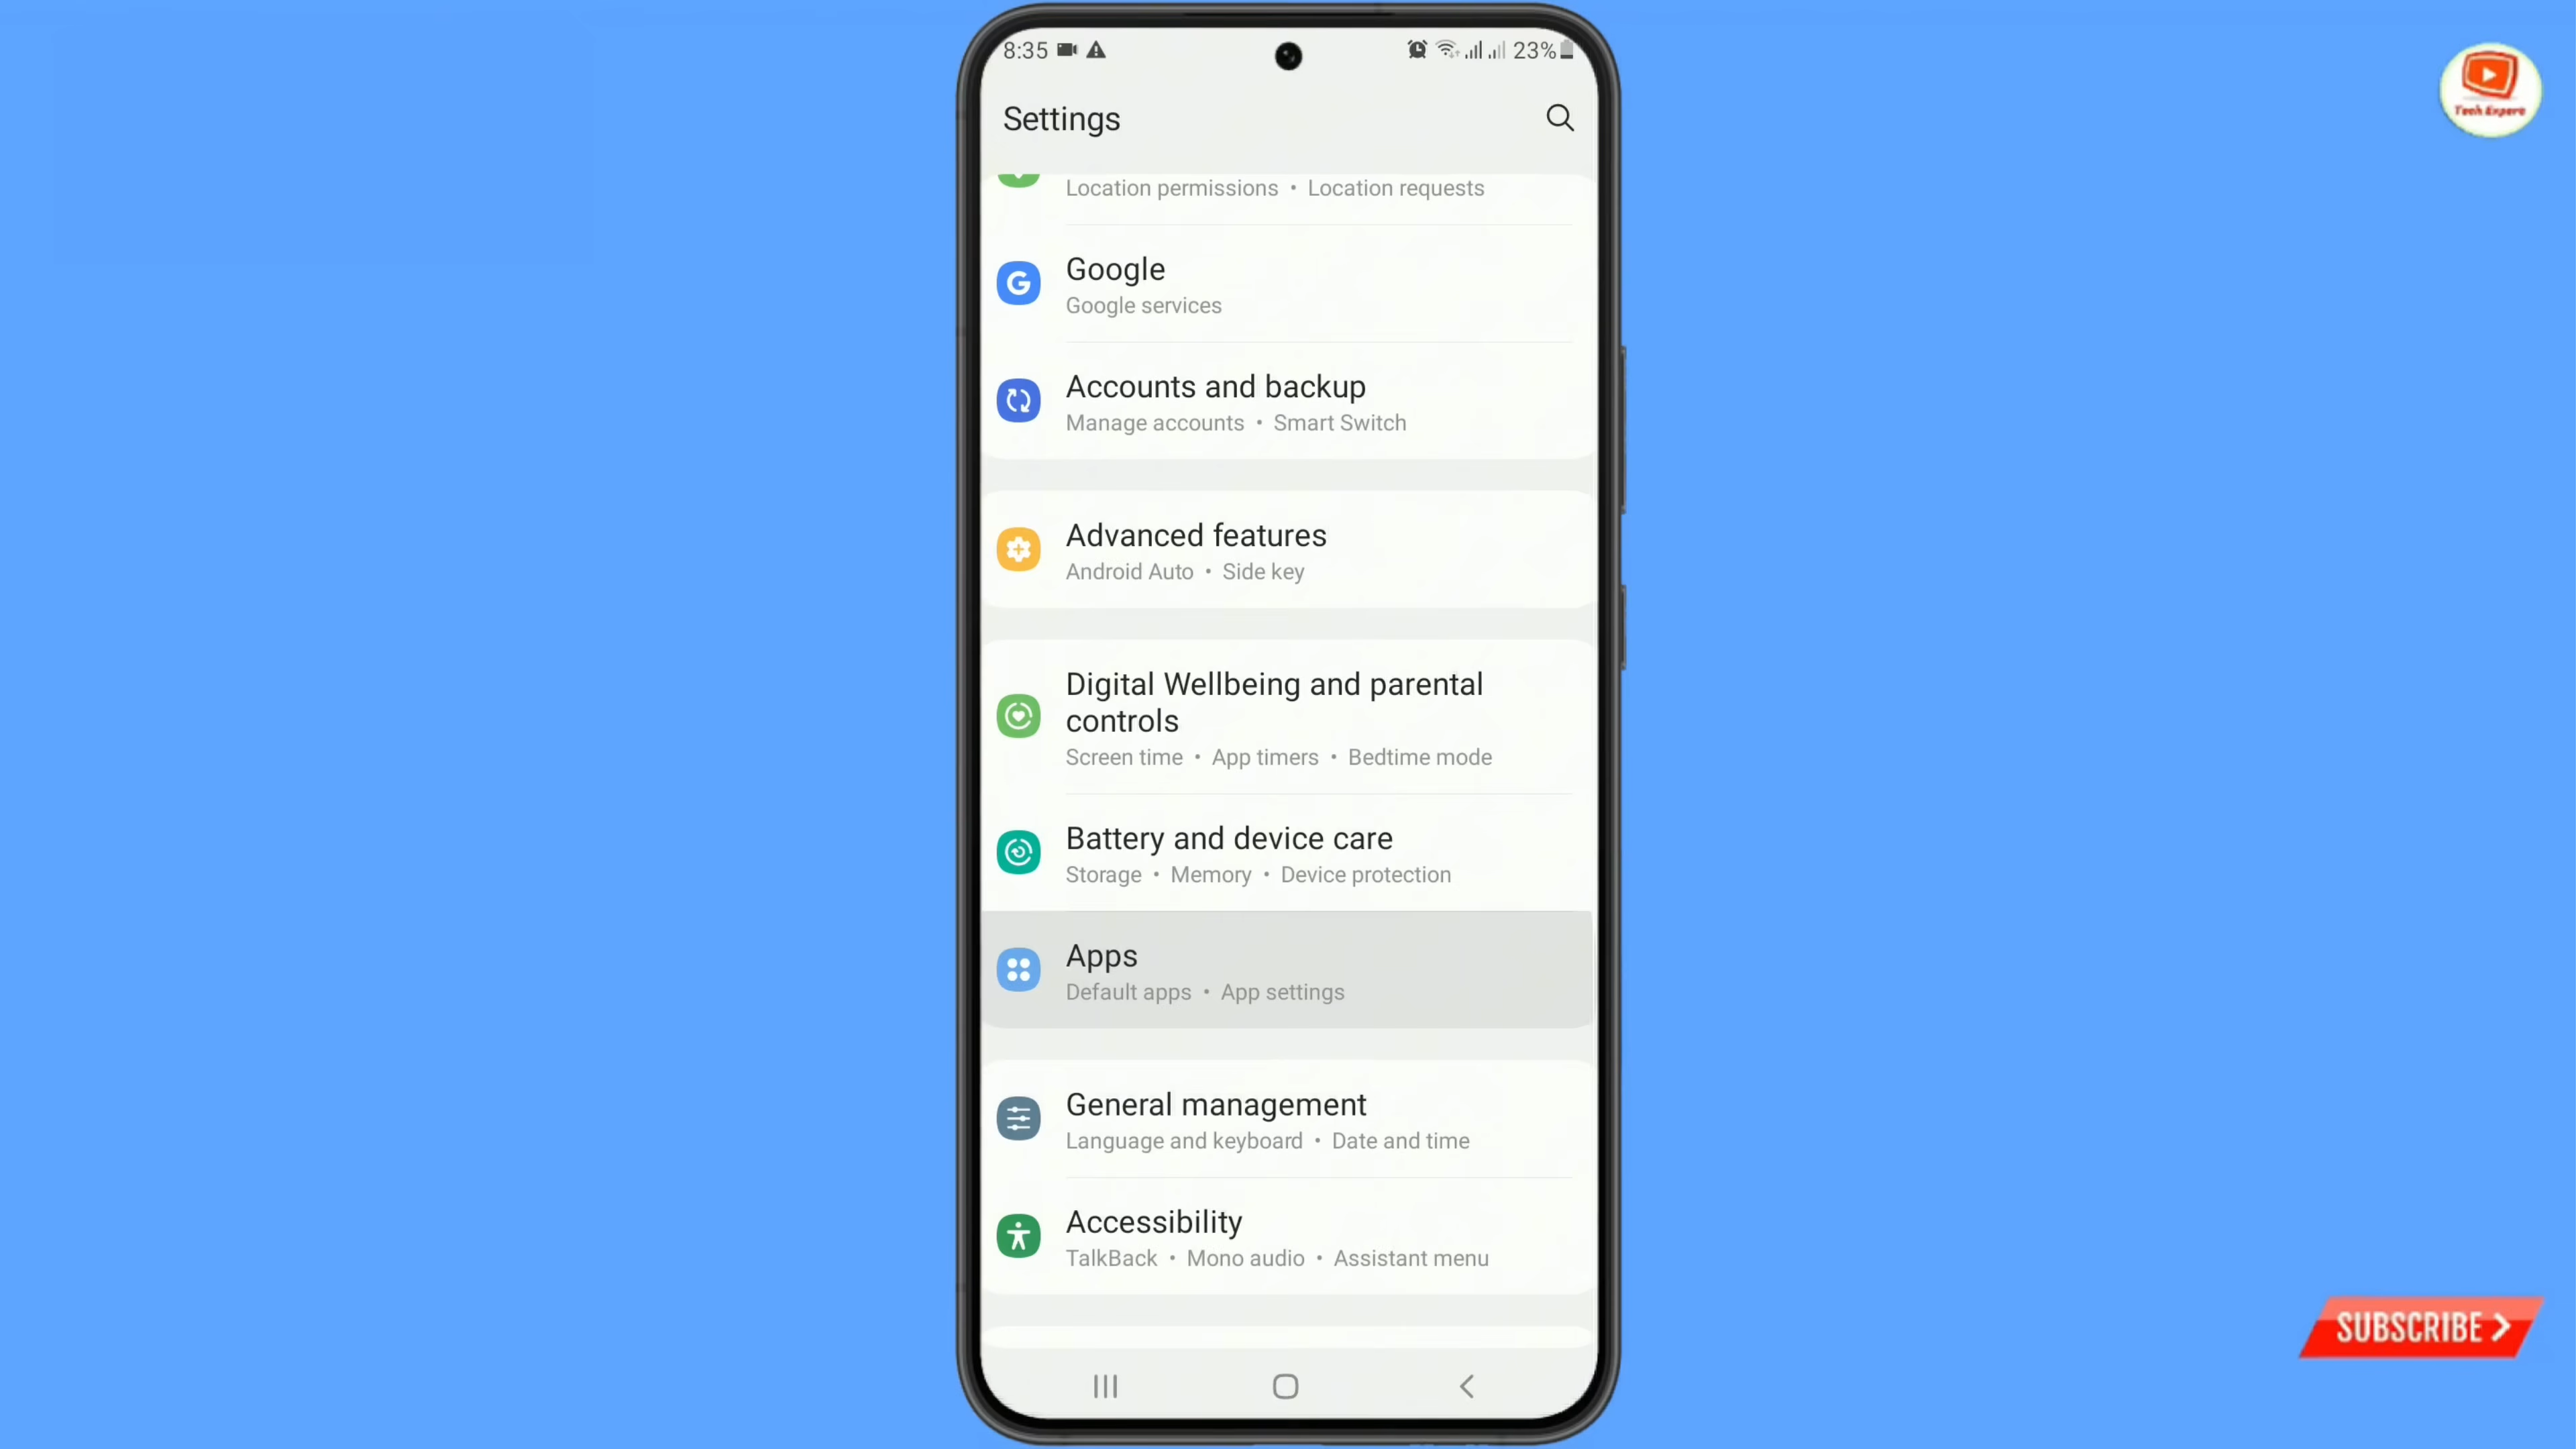 8:35
23%
Tech Expert
Settings
Location permissions • Location requests
Google
Google services
Accounts and backup
Manage accounts • Smart Switch
Advanced features
Android Auto • Side key
Digital Wellbeing and parental
controls
Screen time • App timers • Bedtime mode
Battery and device care
Storage • Memory • Device protection
Apps
Default apps • App settings
General management
Language and keyboard • Date and time
Accessibility
TalkBack • Mono audio • Assistant menu
SUBSCRIBE